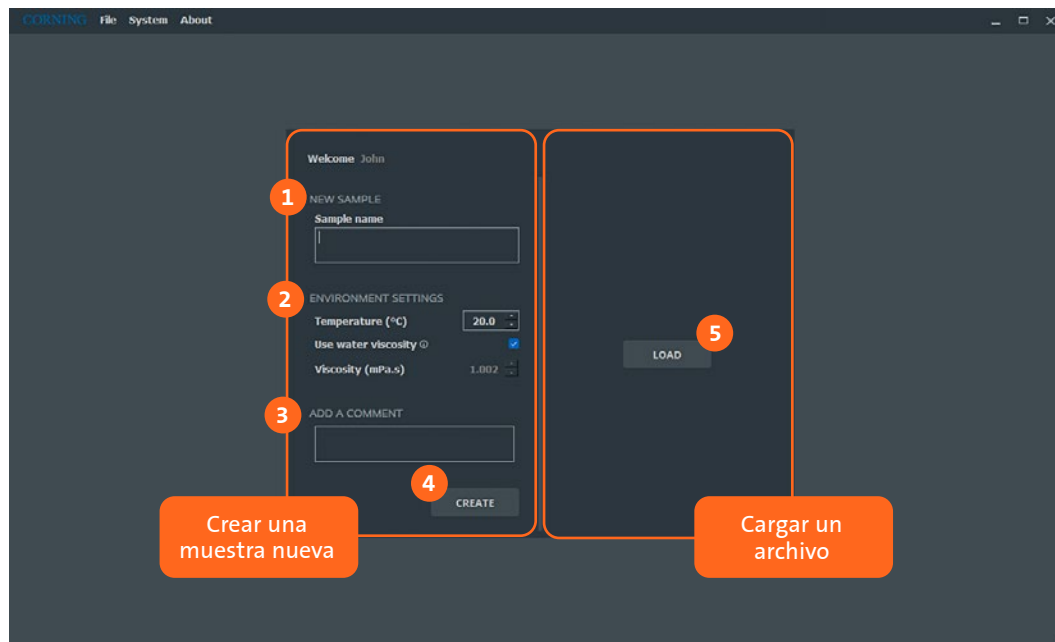 CORNING File System About
Welcome John
1
NEW SAMPLE
Sample name
2
ENVIRONMENT SETTINGS
Temperature (°C) 20.0
Use water viscosity
Viscosity (mPa.s) 1.002
3
ADD A COMMENT
4
CREATE
Crear una
muestra nueva
5
LOAD
Cargar un
archivo